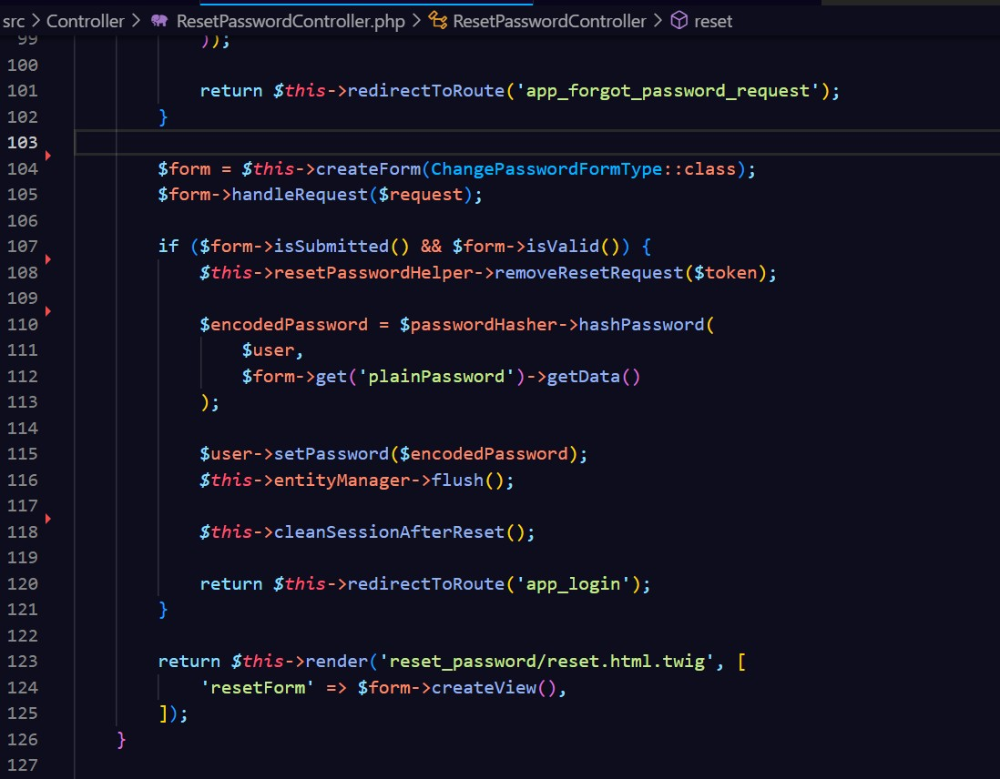 src > Controller > ResetPasswordController.php > ResetPasswordController > reset
99 ));
100
101 return $this->redirectToRoute('app_forgot_password_request');
102 }
103
104 $form = $this->createForm(ChangePasswordFormType::class);
105 $form->handleRequest($request);
106
107 if ($form->isSubmitted() && $form->isValid()) {
108 $this->resetPasswordHelper->removeResetRequest($token);
109
110 $encodedPassword = $passwordHasher->hashPassword(
111 $user,
112 $form->get('plainPassword')->getData()
113 );
114
115 $user->setPassword($encodedPassword);
116 $this->entityManager->flush();
117
118 $this->cleanSessionAfterReset();
119
120 return $this->redirectToRoute('app_login');
121 }
122
123 return $this->render('reset_password/reset.html.twig', [
124 'resetForm' => $form->createView(),
125 ]);
126 }
127